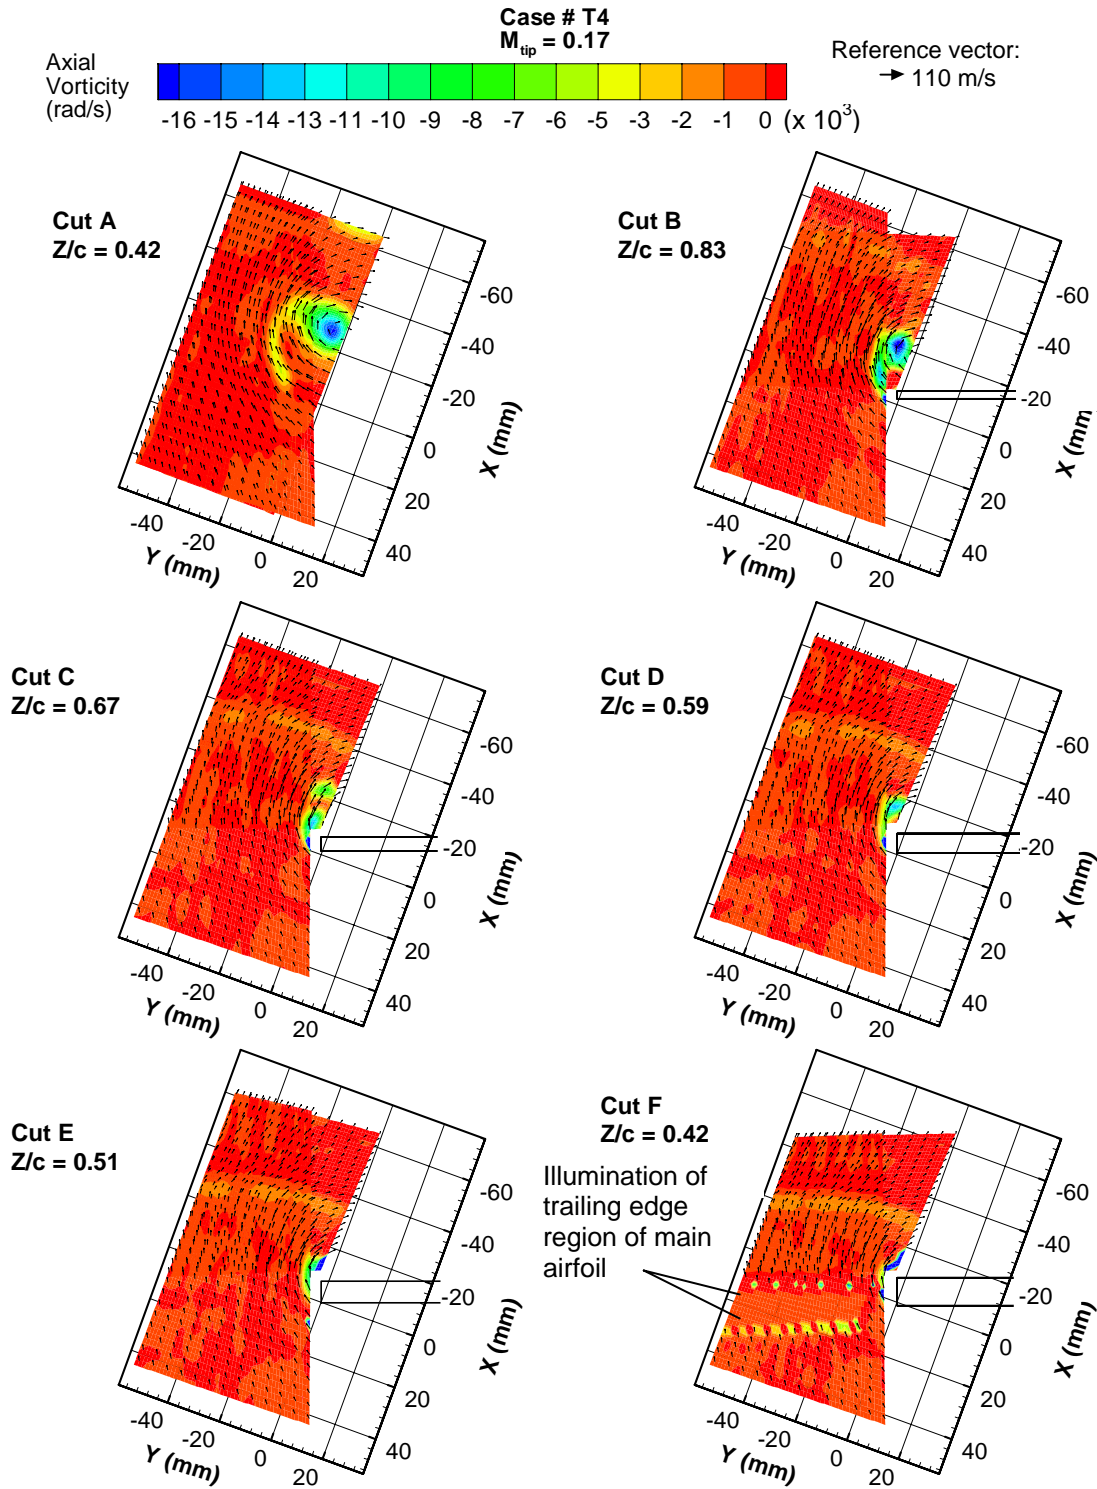 Case # T4
M_tip = 0.17
Axial
Vorticity
(rad/s)
Reference vector:
110 m/s
-16 -15 -14 -13 -11 -10 -9 -8 -7 -6 -5 -3 -2 -1 0 (x 10^3)
Cut A
Z/c = 0.42
-60
-40
-20
0
20
40
X (mm)
-40
-20
0
20
Y (mm)
Cut B
Z/c = 0.83
-60
-40
-20
0
20
40
X (mm)
-40
-20
0
20
Y (mm)
Cut C
Z/c = 0.67
-60
-40
-20
0
20
40
X (mm)
-40
-20
0
20
Y (mm)
Cut D
Z/c = 0.59
-60
-40
-20
0
20
40
X (mm)
-40
-20
0
20
Y (mm)
Cut E
Z/c = 0.51
-60
-40
-20
0
20
40
X (mm)
-40
-20
0
20
Y (mm)
Cut F
Z/c = 0.42
Illumination of
trailing edge
region of main
airfoil
-60
-40
-20
0
20
40
X (mm)
-40
-20
0
20
Y (mm)